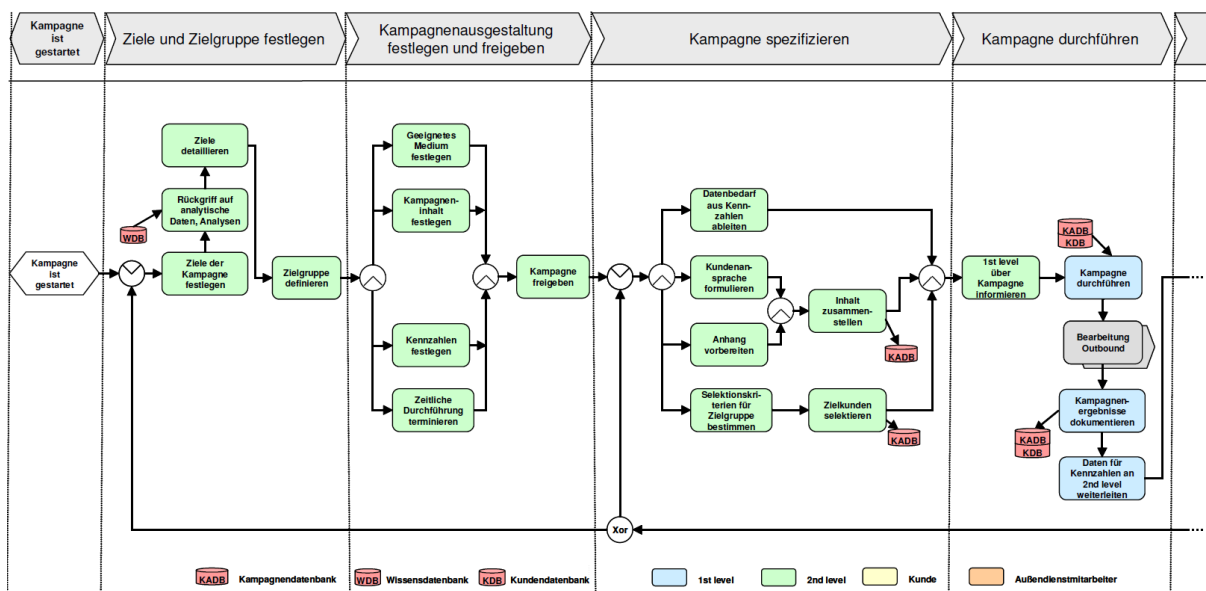 Kampagne
ist
gestartet
Ziele und Zielgruppe festlegen
Kampagnenausgestaltung
festlegen und freigeben
Kampagne spezifizieren
Kampagne durchführen
Kampagne
ist
gestartet
Ziele
detaillieren
Rückgriff auf
analytische
Daten, Analysen
WDB
Ziele der
Kampagne
festlegen
Zielgruppe
definieren
Geeignetes
Medium
festlegen
Kampagnen-
inhalt
festlegen
Kennzahlen
festlegen
Zeitliche
Durchführung
terminieren
Kampagne
freigeben
Datenbedarf
aus Kenn-
zahlen
ableiten
Kundenan-
sprache
formulieren
Anhang
vorbereiten
Inhalt
zusammen-
stellen
KADB
Selektionskri-
terien für
Zielgruppe
bestimmen
Zielkunden
selektieren
KADB
1st level
über
Kampagne
informieren
KADB
KDB
Kampagne
durchführen
Bearbeitung
Outbound
Kampagnen-
ergebnisse
dokumentieren
KADB
KDB
Daten für
Kennzahlen an
2nd level
weiterleiten
Xor
KADB Kampagnendatenbank
WDB Wissensdatenbank
KDB Kundendatenbank
1st level
2nd level
Kunde
Außendienstmitarbeiter